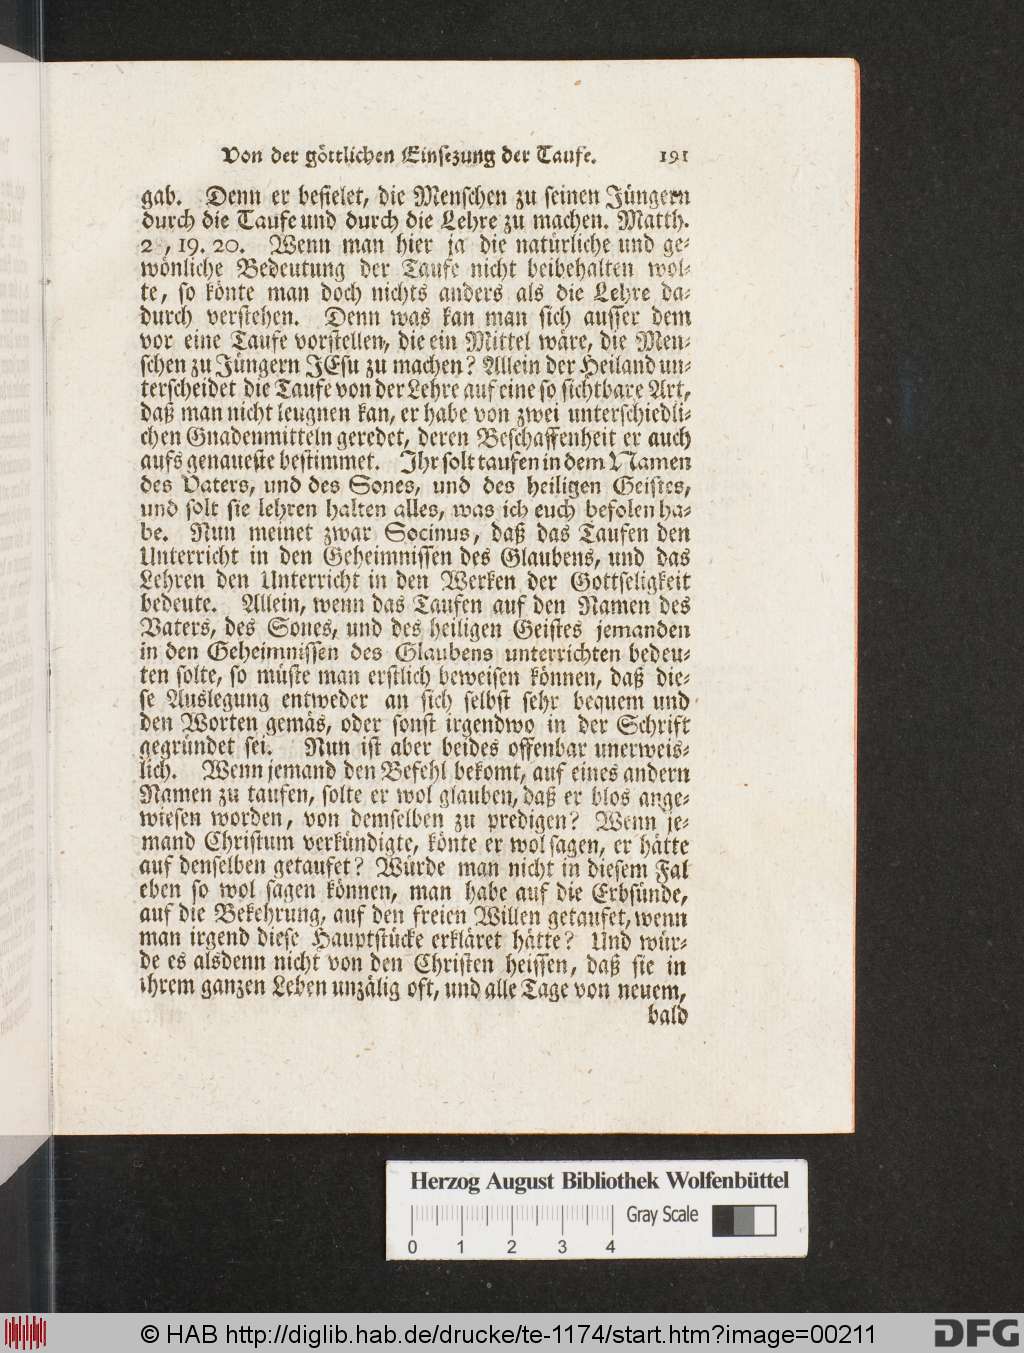 Von der göttlichen Einsezung der Taufe. 191
gab. Denn er befielet, die Menschen zu seinen Jüngern
durch die Taufe und durch die Lehre zu machen. Matth.
2 , 19. 20. Wenn man hier ja die natürliche und ge-
wönliche Bedeutung der Taufe nicht beibehalten wol-
te, so könte man doch nichts anders als die Lehre da-
durch verstehen. Denn was kan man sich ausser dem
vor eine Taufe vorstellen, die ein Mittel wäre, die Men-
schen zu Jüngern JEsu zu machen? Allein der Heiland un-
terscheidet die Taufe von der Lehre auf eine so sichtbare Art,
daß man nicht leugnen kan, er habe von zwei unterschiedli-
chen Gnadenmitteln geredet, deren Beschaffenheit er auch
aufs genaueste bestimmet. Ihr solt taufen in dem Namen
des Vaters, und des Sones, und des heiligen Geistes,
und solt sie lehren halten alles, was ich euch befolen ha-
be. Nun meinet zwar Socinus, daß das Taufen den
Unterricht in den Geheimnissen des Glaubens, und das
Lehren den Unterricht in den Werken der Gottseligkeit
bedeute. Allein, wenn das Taufen auf den Namen des
Vaters, des Sones, und des heiligen Geistes jemanden
in den Geheimnissen des Glaubens unterrichten bedeu-
ten solte, so müste man erstlich beweisen können, daß die-
se Auslegung entweder an sich selbst sehr bequem und
den Worten gemäs, oder sonst irgendwo in der Schrift
gegründet sei. Nun ist aber beides offenbar unerweis-
lich. Wenn jemand den Befehl bekomt, auf eines andern
Namen zu taufen, solte er wol glauben, daß er blos ange-
wiesen worden, von demselben zu predigen? Wenn je-
mand Christum verkündigte, könte er wol sagen, er hätte
auf denselben getaufet? Würde man nicht in diesem Fal
eben so wol sagen können, man habe auf die Erbsünde,
auf die Bekehrung, auf den freien Willen getaufet, wenn
man irgend diese Hauptstücke erkläret hätte? Und wür-
de es alsdenn nicht von den Christen heissen, daß sie in
ihrem ganzen Leben unzälig oft, und alle Tage von neuem,
bald
Herzog August Bibliothek Wolfenbüttel
Gray Scale
0 1 2 3 4
© HAB http://diglib.hab.de/drucke/te-1174/start.htm?image=00211
DFG